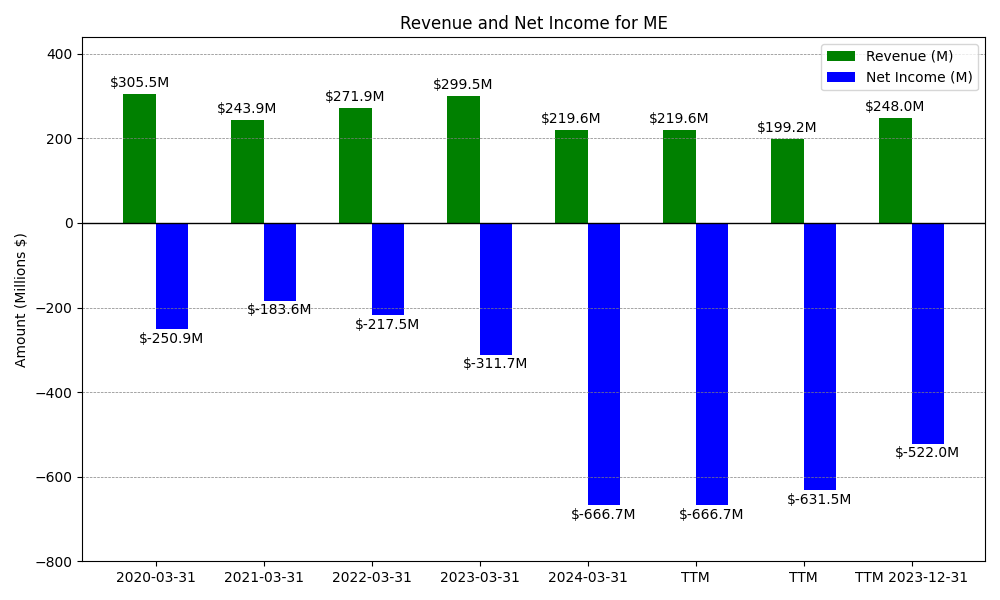 Revenue and Net Income for ME
Revenue (M)
Net Income (M)
Amount (Millions $)
400
200
0
−200
−400
−600
−800
$305.5M
$243.9M
$271.9M
$299.5M
$219.6M
$219.6M
$199.2M
$248.0M
$-250.9M
$-183.6M
$-217.5M
$-311.7M
$-666.7M
$-666.7M
$-631.5M
$-522.0M
2020-03-31
2021-03-31
2022-03-31
2023-03-31
2024-03-31
TTM
TTM
TTM 2023-12-31